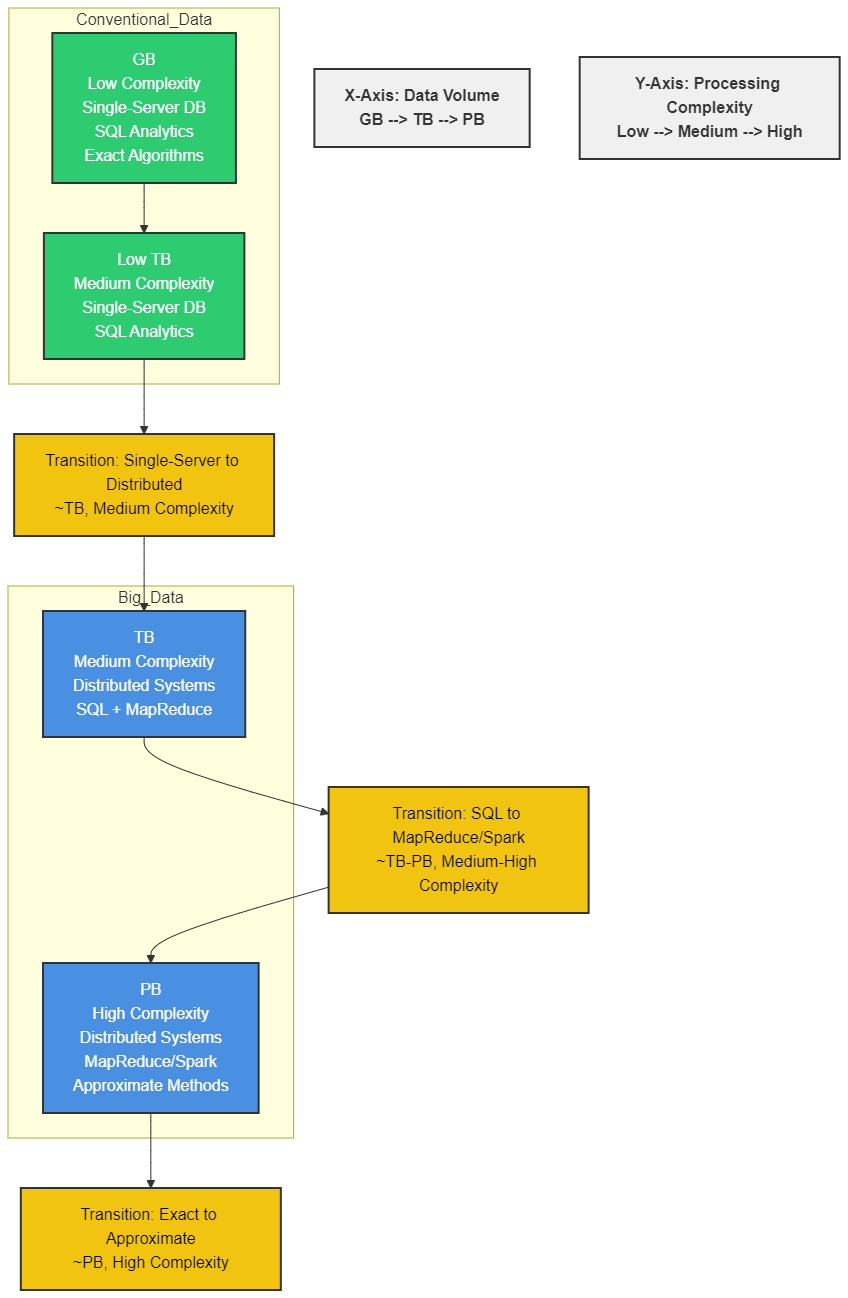 Conventional_Data
GB
Low Complexity
Single-Server DB
SQL Analytics
Exact Algorithms
X-Axis: Data Volume
GB --> TB --> PB
Y-Axis: Processing
Complexity
Low --> Medium --> High
Low TB
Medium Complexity
Single-Server DB
SQL Analytics
Transition: Single-Server to
Distributed
~TB, Medium Complexity
Big_Data
TB
Medium Complexity
Distributed Systems
SQL + MapReduce
Transition: SQL to
MapReduce/Spark
~TB-PB, Medium-High
Complexity
PB
High Complexity
Distributed Systems
MapReduce/Spark
Approximate Methods
Transition: Exact to
Approximate
~PB, High Complexity